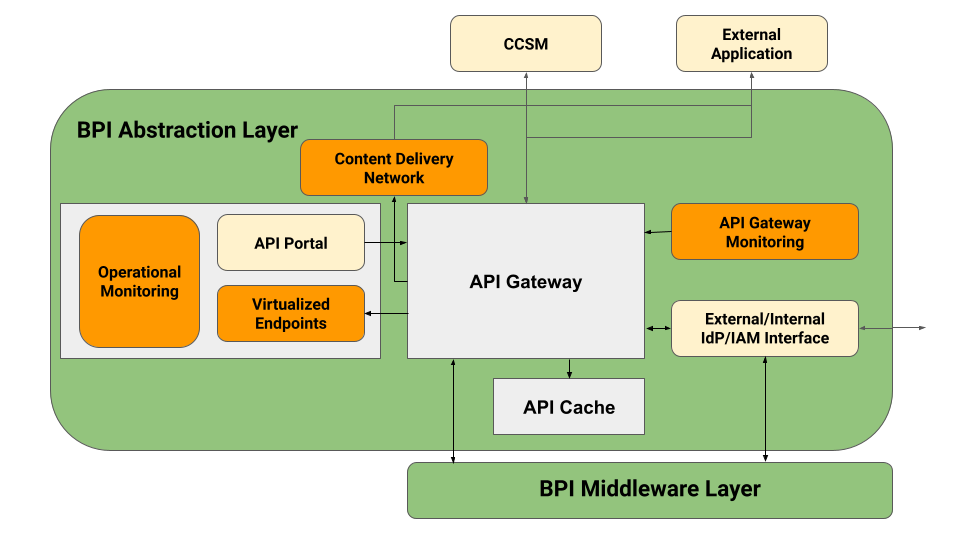 CCSM
External
Application
BPI Abstraction Layer
Content Delivery
Network
API Portal
API Gateway
Monitoring
Operational
Monitoring
API Gateway
Virtualized
Endpoints
External/Internal
IdP/IAM Interface
API Cache
BPI Middleware Layer